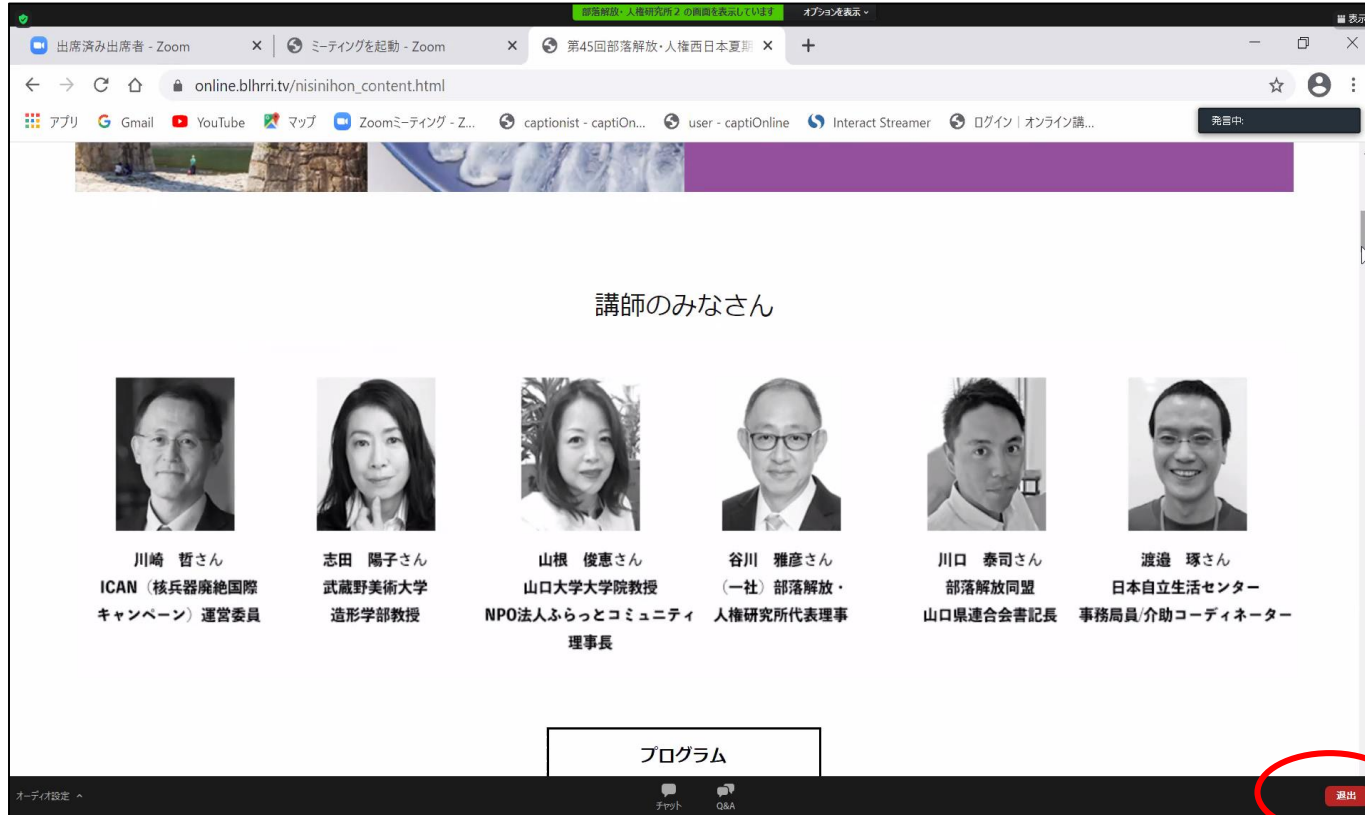 部落解放・人権研究所２ の画面を表示しています オプションを表示
表示
出席済み出席者 - Zoom
ミーティングを起動 - Zoom
第45回部落解放・人権西日本夏期
online.blhrri.tv/nisinihon_content.html
アプリ
Gmail
YouTube
マップ
Zoomミーティング - Z...
captionist - captiOn...
user - captiOnline
Interact Streamer
ログイン | オンライン講...
発言中:
講師のみなさん
川崎 哲さん
ICAN（核兵器廃絶国際
キャンペーン）運営委員
志田 陽子さん
武蔵野美術大学
造形学部教授
山根 俊恵さん
山口大学大学院教授
NPO法人ふらっとコミュニティ
理事長
谷川 雅彦さん
（一社）部落解放・
人権研究所代表理事
川口 泰司さん
部落解放同盟
山口県連合会書記長
渡邉 琢さん
日本自立生活センター
事務局員/介助コーディネーター
プログラム
オーディオ設定
チャット
Q&A
退出